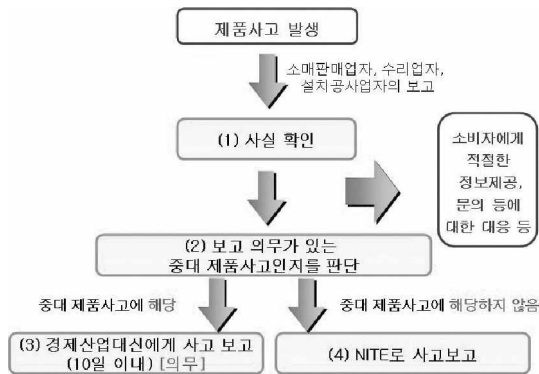 제품사고 발생
소매판매업자, 수리업자,
설치공사업자의 보고
(1) 사실 확인
소비자에게
적절한
정보제공,
문의 등에
대한 대응 등
(2) 보고 의무가 있는
중대 제품사고인지를 판단
중대 제품사고에 해당
중대 제품사고에 해당하지 않음
(3) 경제산업대신에게 사고 보고
(10일 이내) [의무]
(4) NITE로 사고보고